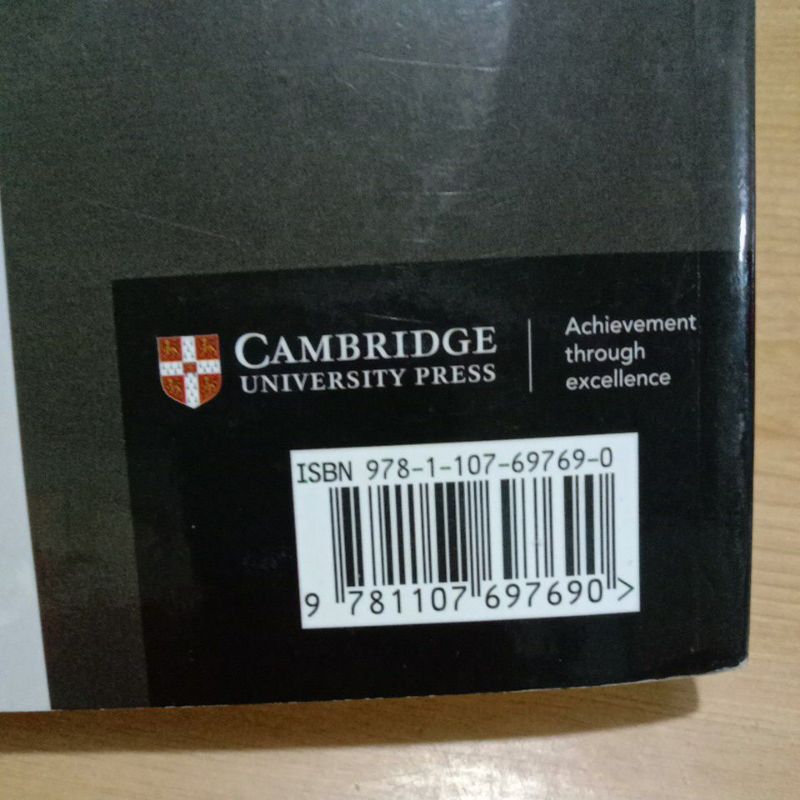 CAMBRIDGE
UNIVERSITY PRESS
Achievement
through
excellence
ISBN 978-1-107-69769-0
9 781107 697690 >